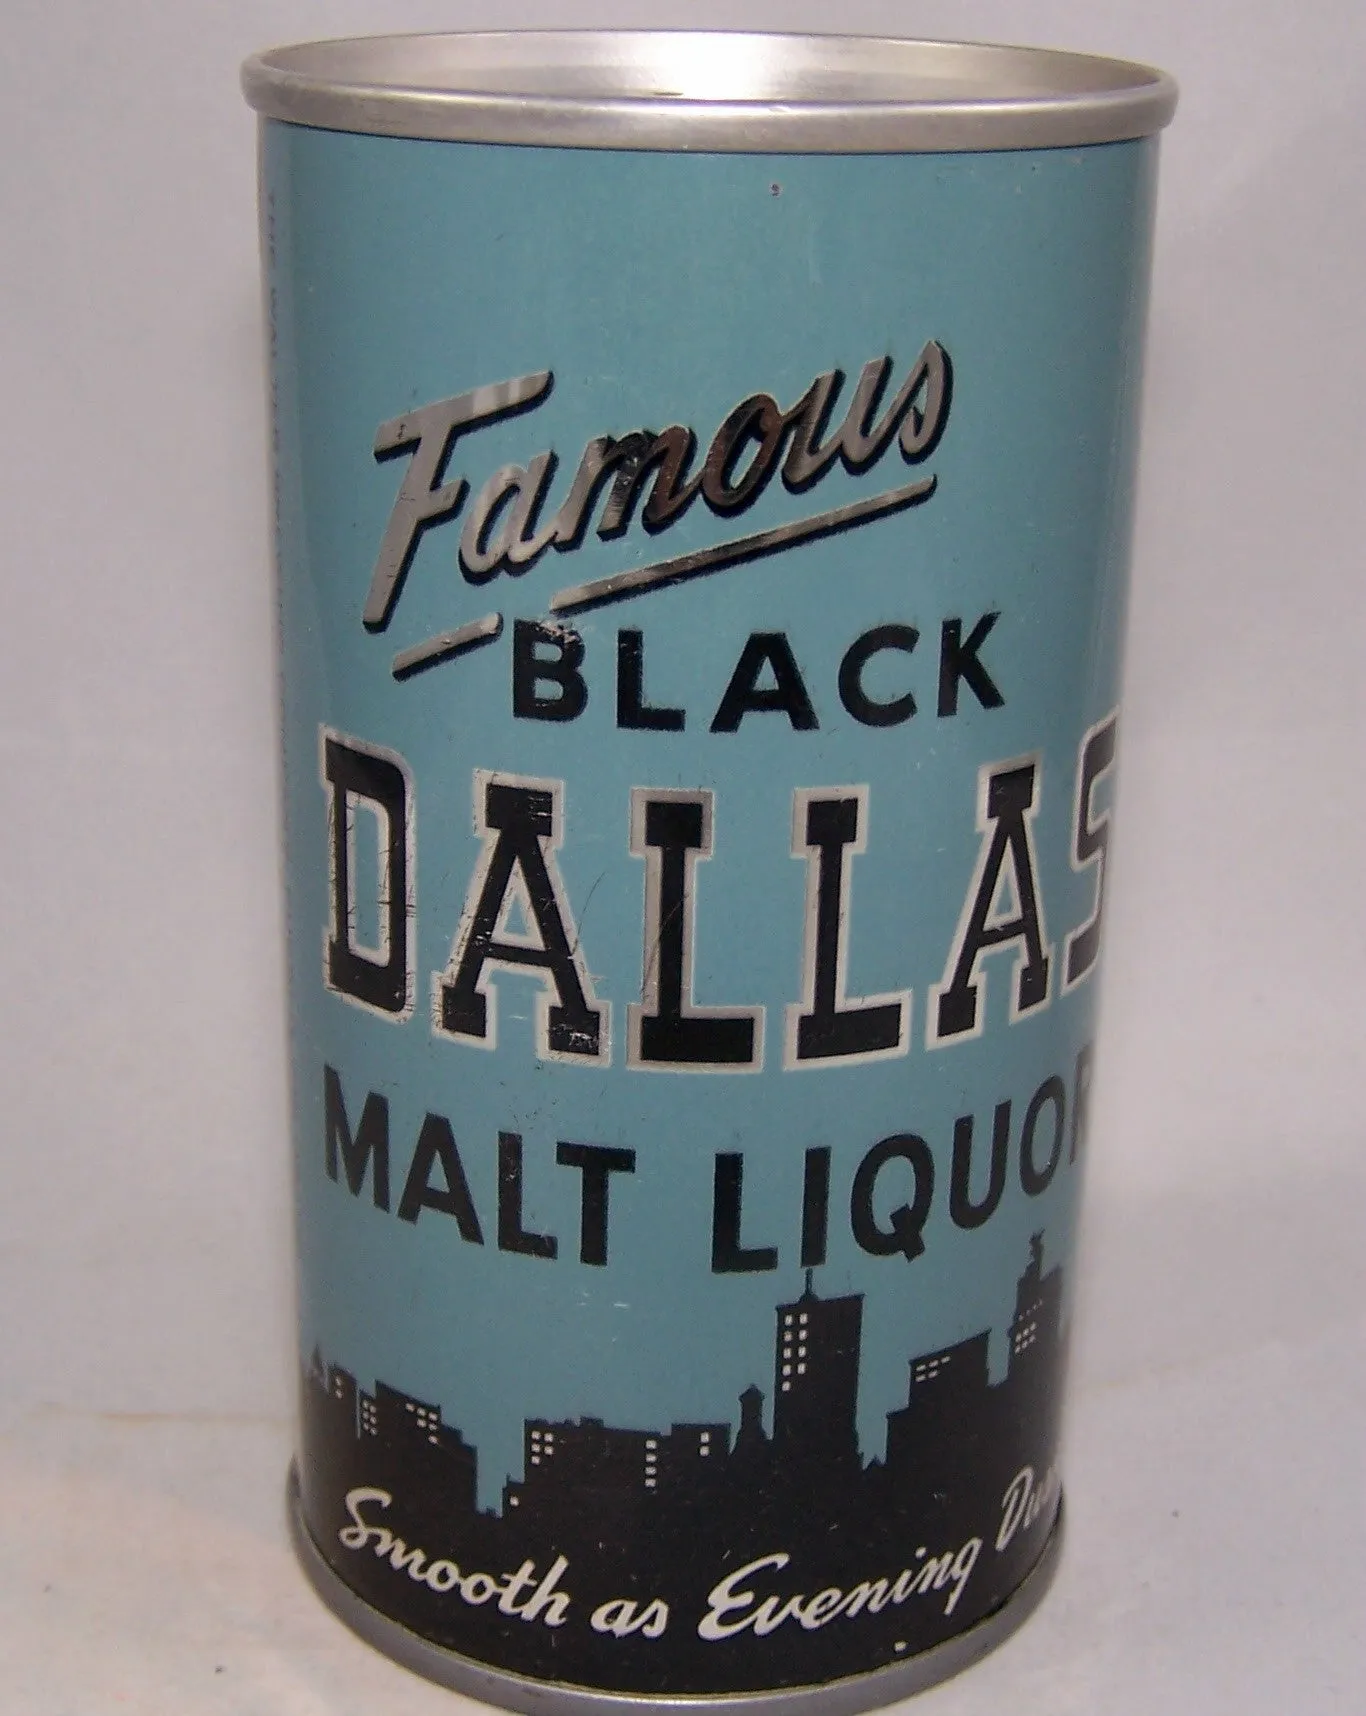 Famous
BLACK
DALLAS
MALT LIQUOR
Smooth as Evening